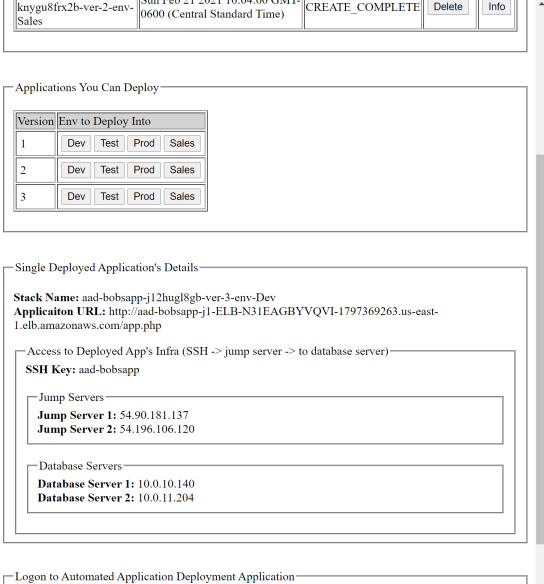 knygu8frx2b-ver-2-env-
Sales
Sun Feb 21 2021 10:04:00 GMT-
0600 (Central Standard Time)
CREATE_COMPLETE
Delete
Info
Applications You Can Deploy
Version Env to Deploy Into
1 Dev Test Prod Sales
2 Dev Test Prod Sales
3 Dev Test Prod Sales
Single Deployed Application's Details
Stack Name: aad-bobsapp-j12hugl8gb-ver-3-env-Dev
Applicaiton URL: http://aad-bobsapp-j1-ELB-N31EAGBYVQVI-1797369263.us-east-
1.elb.amazonaws.com/app.php
Access to Deployed App's Infra (SSH -> jump server -> to database server)
SSH Key: aad-bobsapp
Jump Servers
Jump Server 1: 54.90.181.137
Jump Server 2: 54.196.106.120
Database Servers
Database Server 1: 10.0.10.140
Database Server 2: 10.0.11.204
Logon to Automated Application Deployment Application